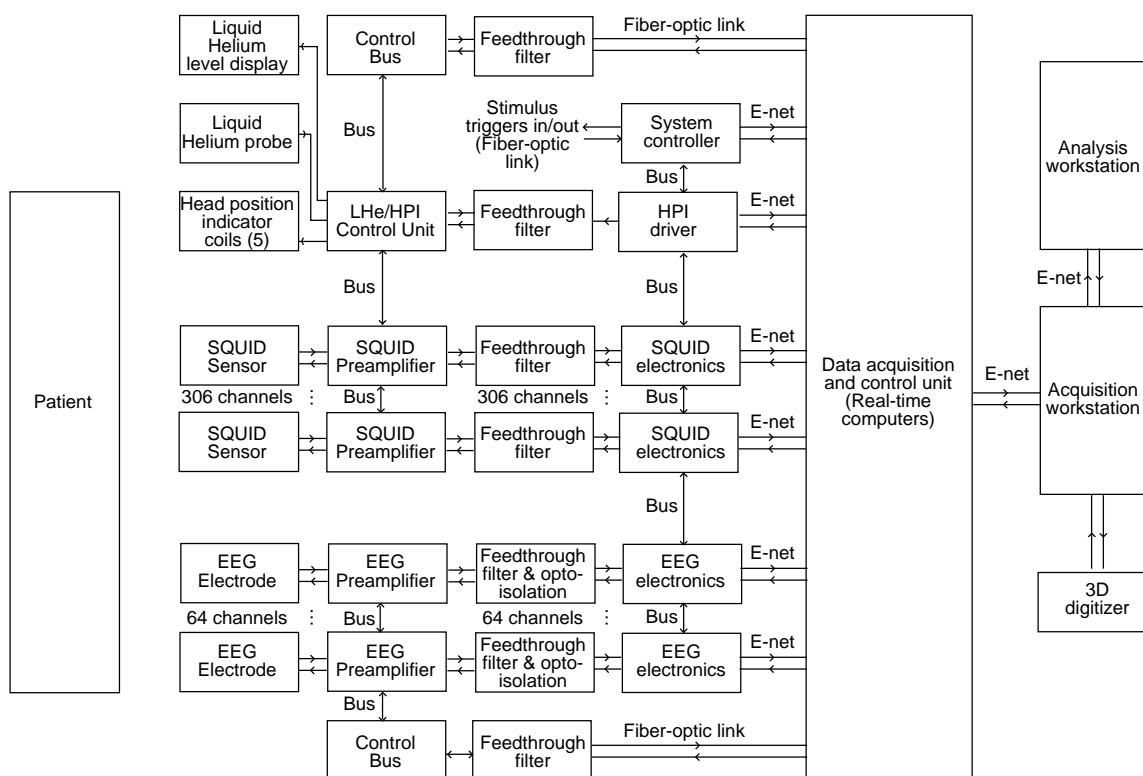 Liquid
Helium
level display
Control
Bus
Feedthrough
filter
Fiber-optic link
Liquid
Helium probe
Bus
Stimulus
triggers in/out
(Fiber-optic
link)
System
controller
E-net
Bus
Head position
indicator
coils (5)
LHe/HPI
Control Unit
Feedthrough
filter
HPI
driver
E-net
Bus
Bus
SQUID
Sensor
SQUID
Preamplifier
Feedthrough
filter
SQUID
electronics
E-net
306 channels
Bus
306 channels
Bus
SQUID
Sensor
SQUID
Preamplifier
Feedthrough
filter
SQUID
electronics
E-net
Bus
EEG
Electrode
EEG
Preamplifier
Feedthrough
filter & opto-
isolation
EEG
electronics
E-net
64 channels
Bus
64 channels
Bus
EEG
Electrode
EEG
Preamplifier
Feedthrough
filter & opto-
isolation
EEG
electronics
E-net
Bus
Control
Bus
Feedthrough
filter
Fiber-optic link
Patient
Data acquisition
and control unit
(Real-time
computers)
E-net
Analysis
workstation
E-net
Acquisition
workstation
3D
digitizer